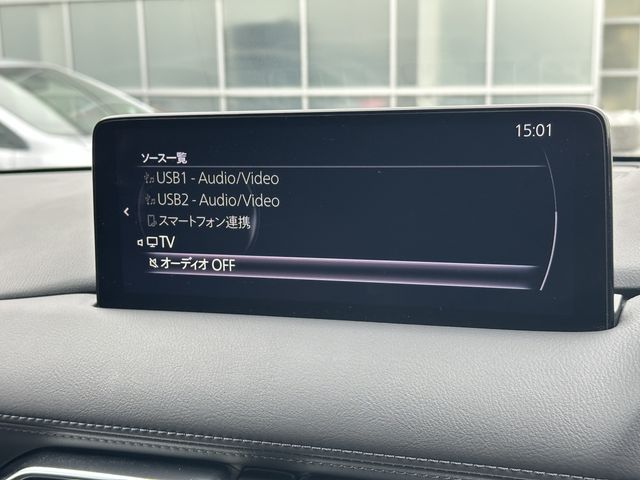 15:01
ソース一覧
USB1 - Audio/Video
USB2 - Audio/Video
スマートフォン連携
TV
オーディオ OFF